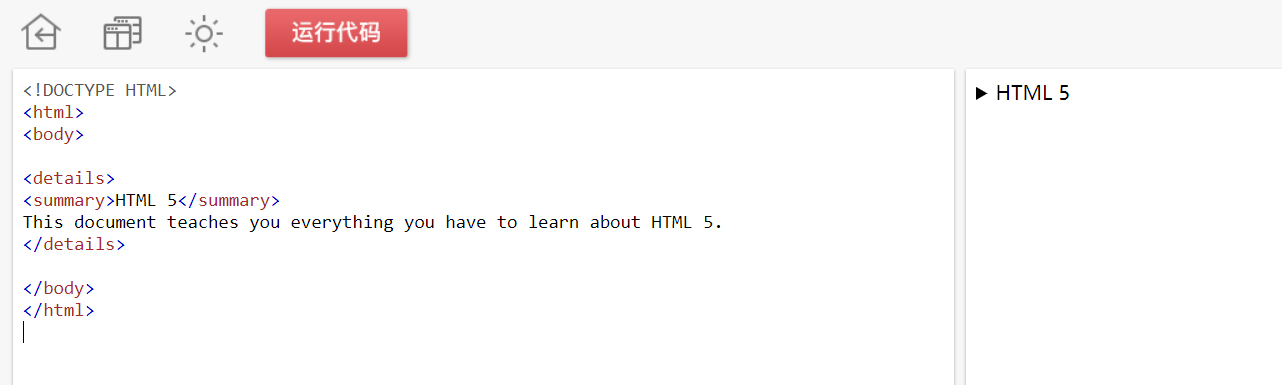 运行代码
<!DOCTYPE HTML>
<html>
<body>
<details>
<summary>HTML 5</summary>
This document teaches you everything you have to learn about HTML 5.
</details>
</body>
</html>
▶ HTML 5